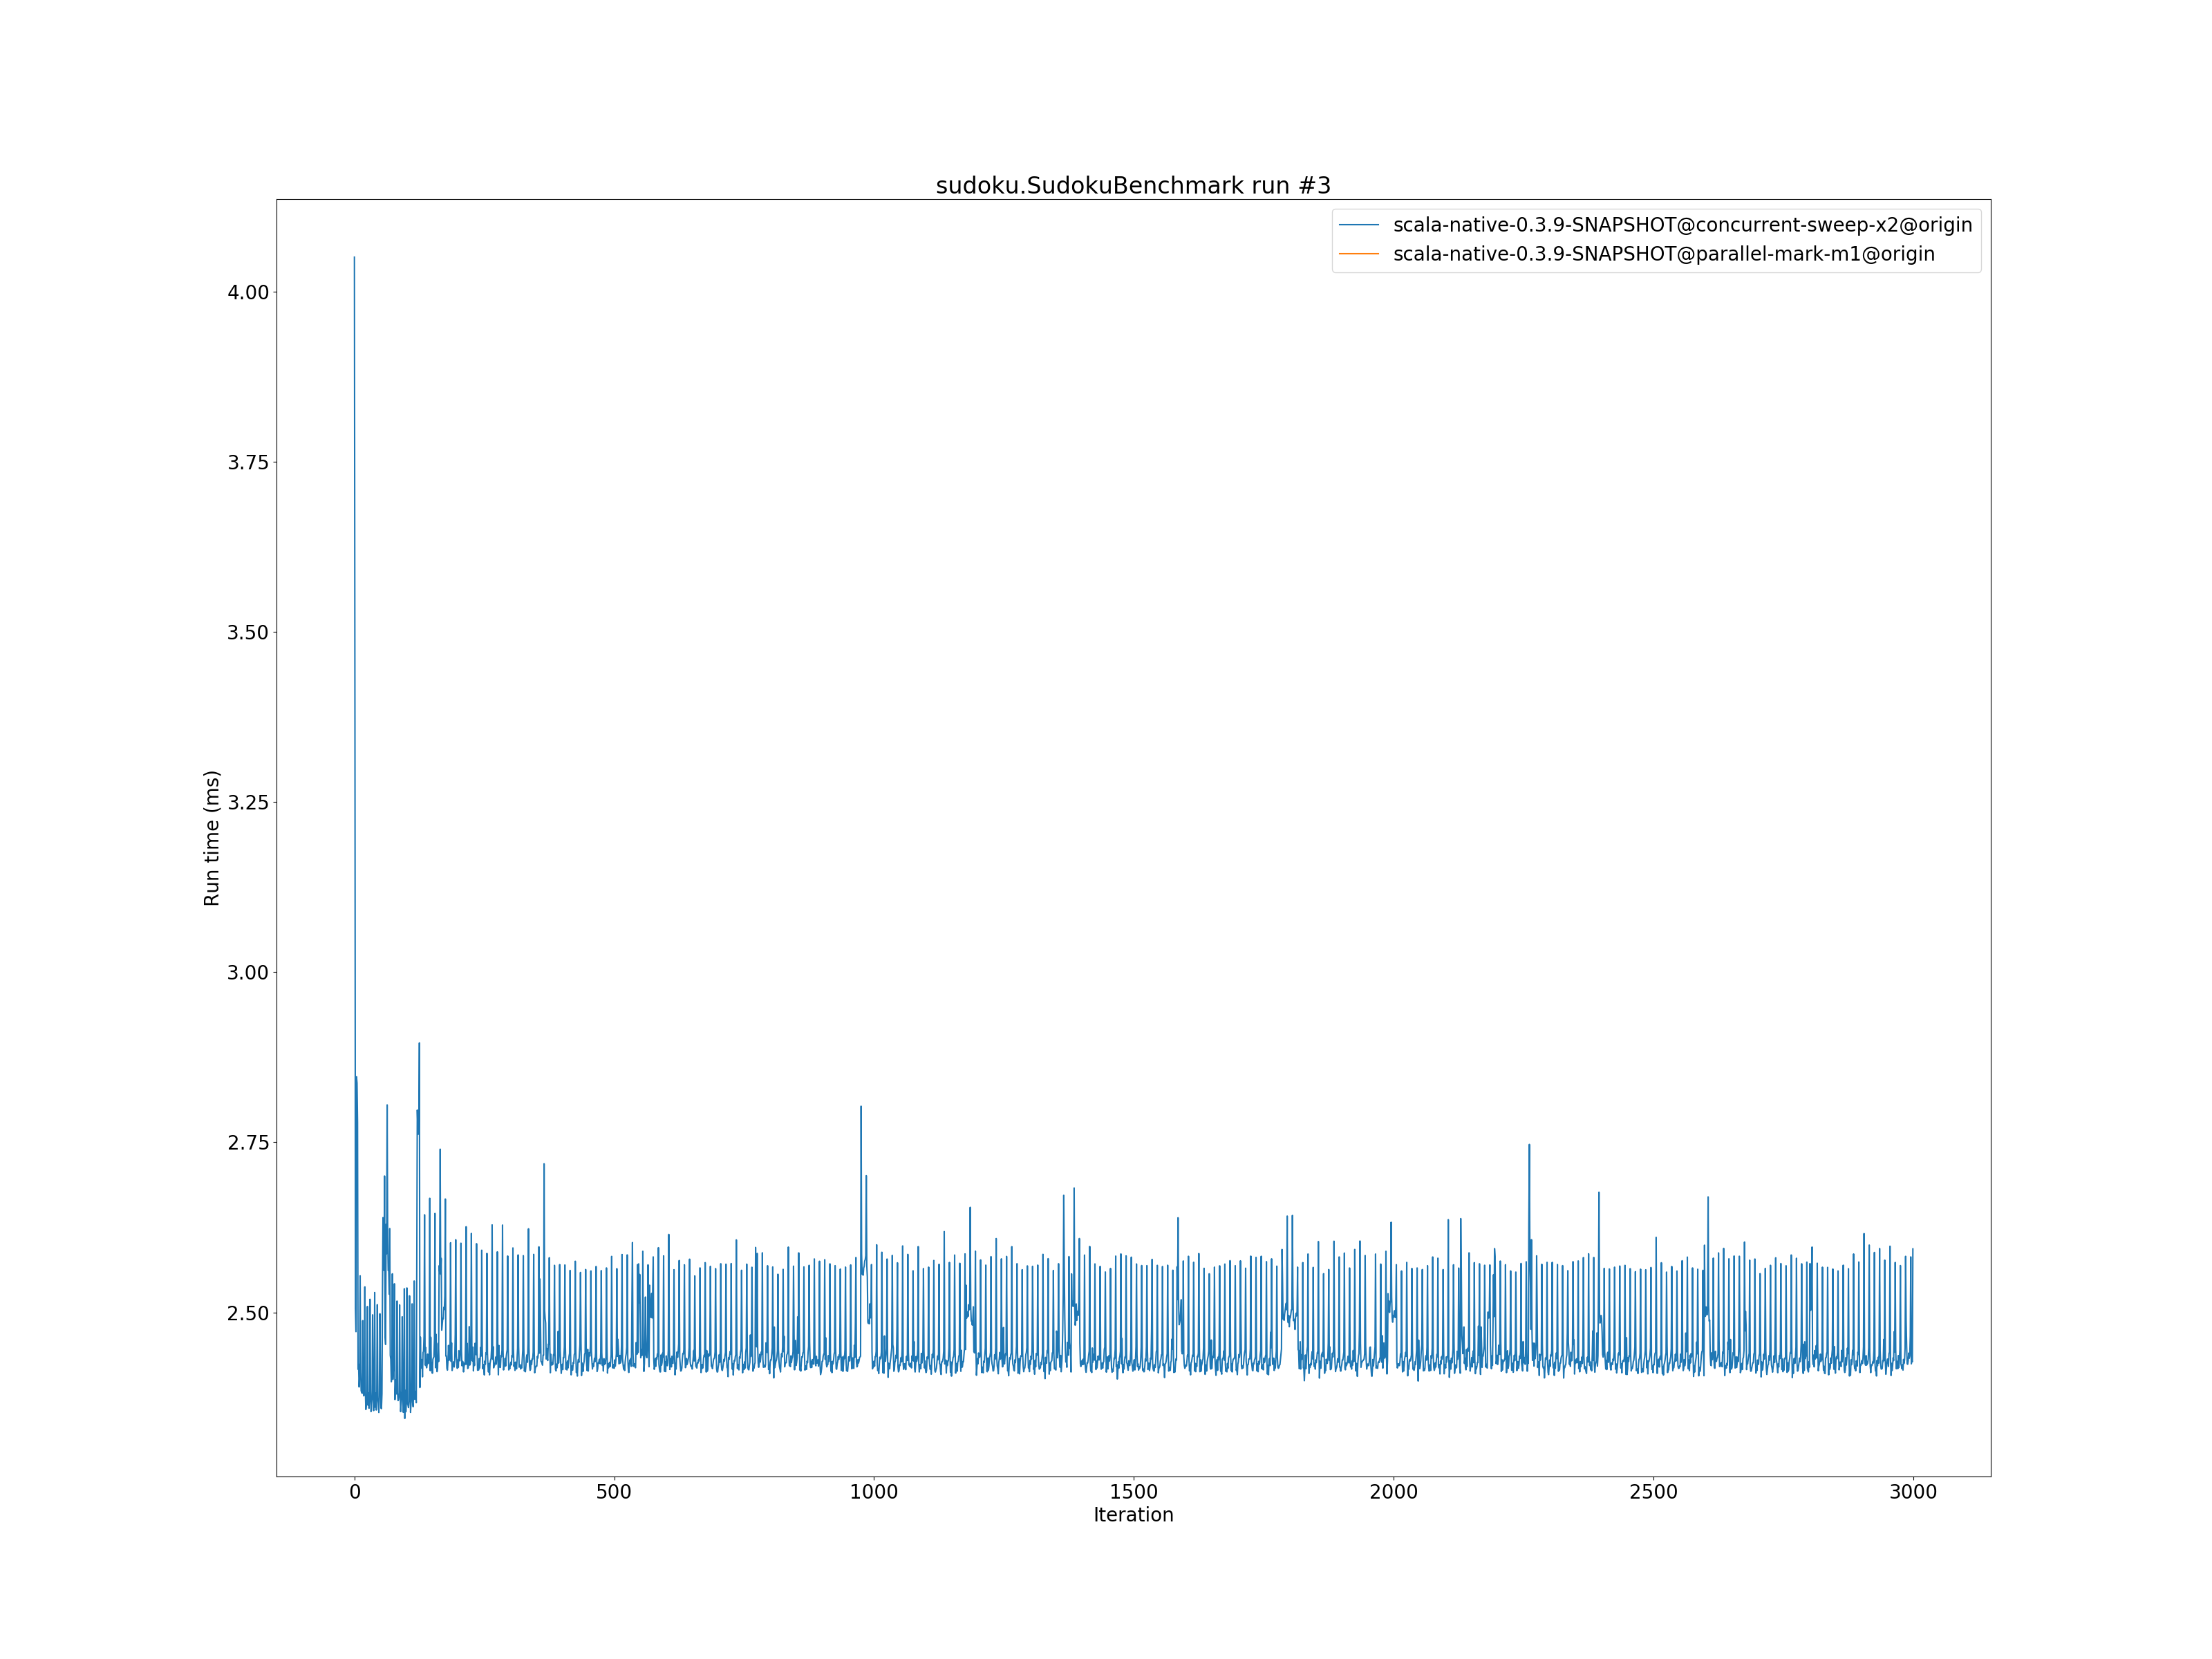 sudoku.SudokuBenchmark run #3
scala-native-0.3.9-SNAPSHOT@concurrent-sweep-x2@origin
scala-native-0.3.9-SNAPSHOT@parallel-mark-m1@origin
4.00
3.75
3.50
3.25
3.00
2.75
2.50
Run time (ms)
0 500 1000 1500 2000 2500 3000
Iteration